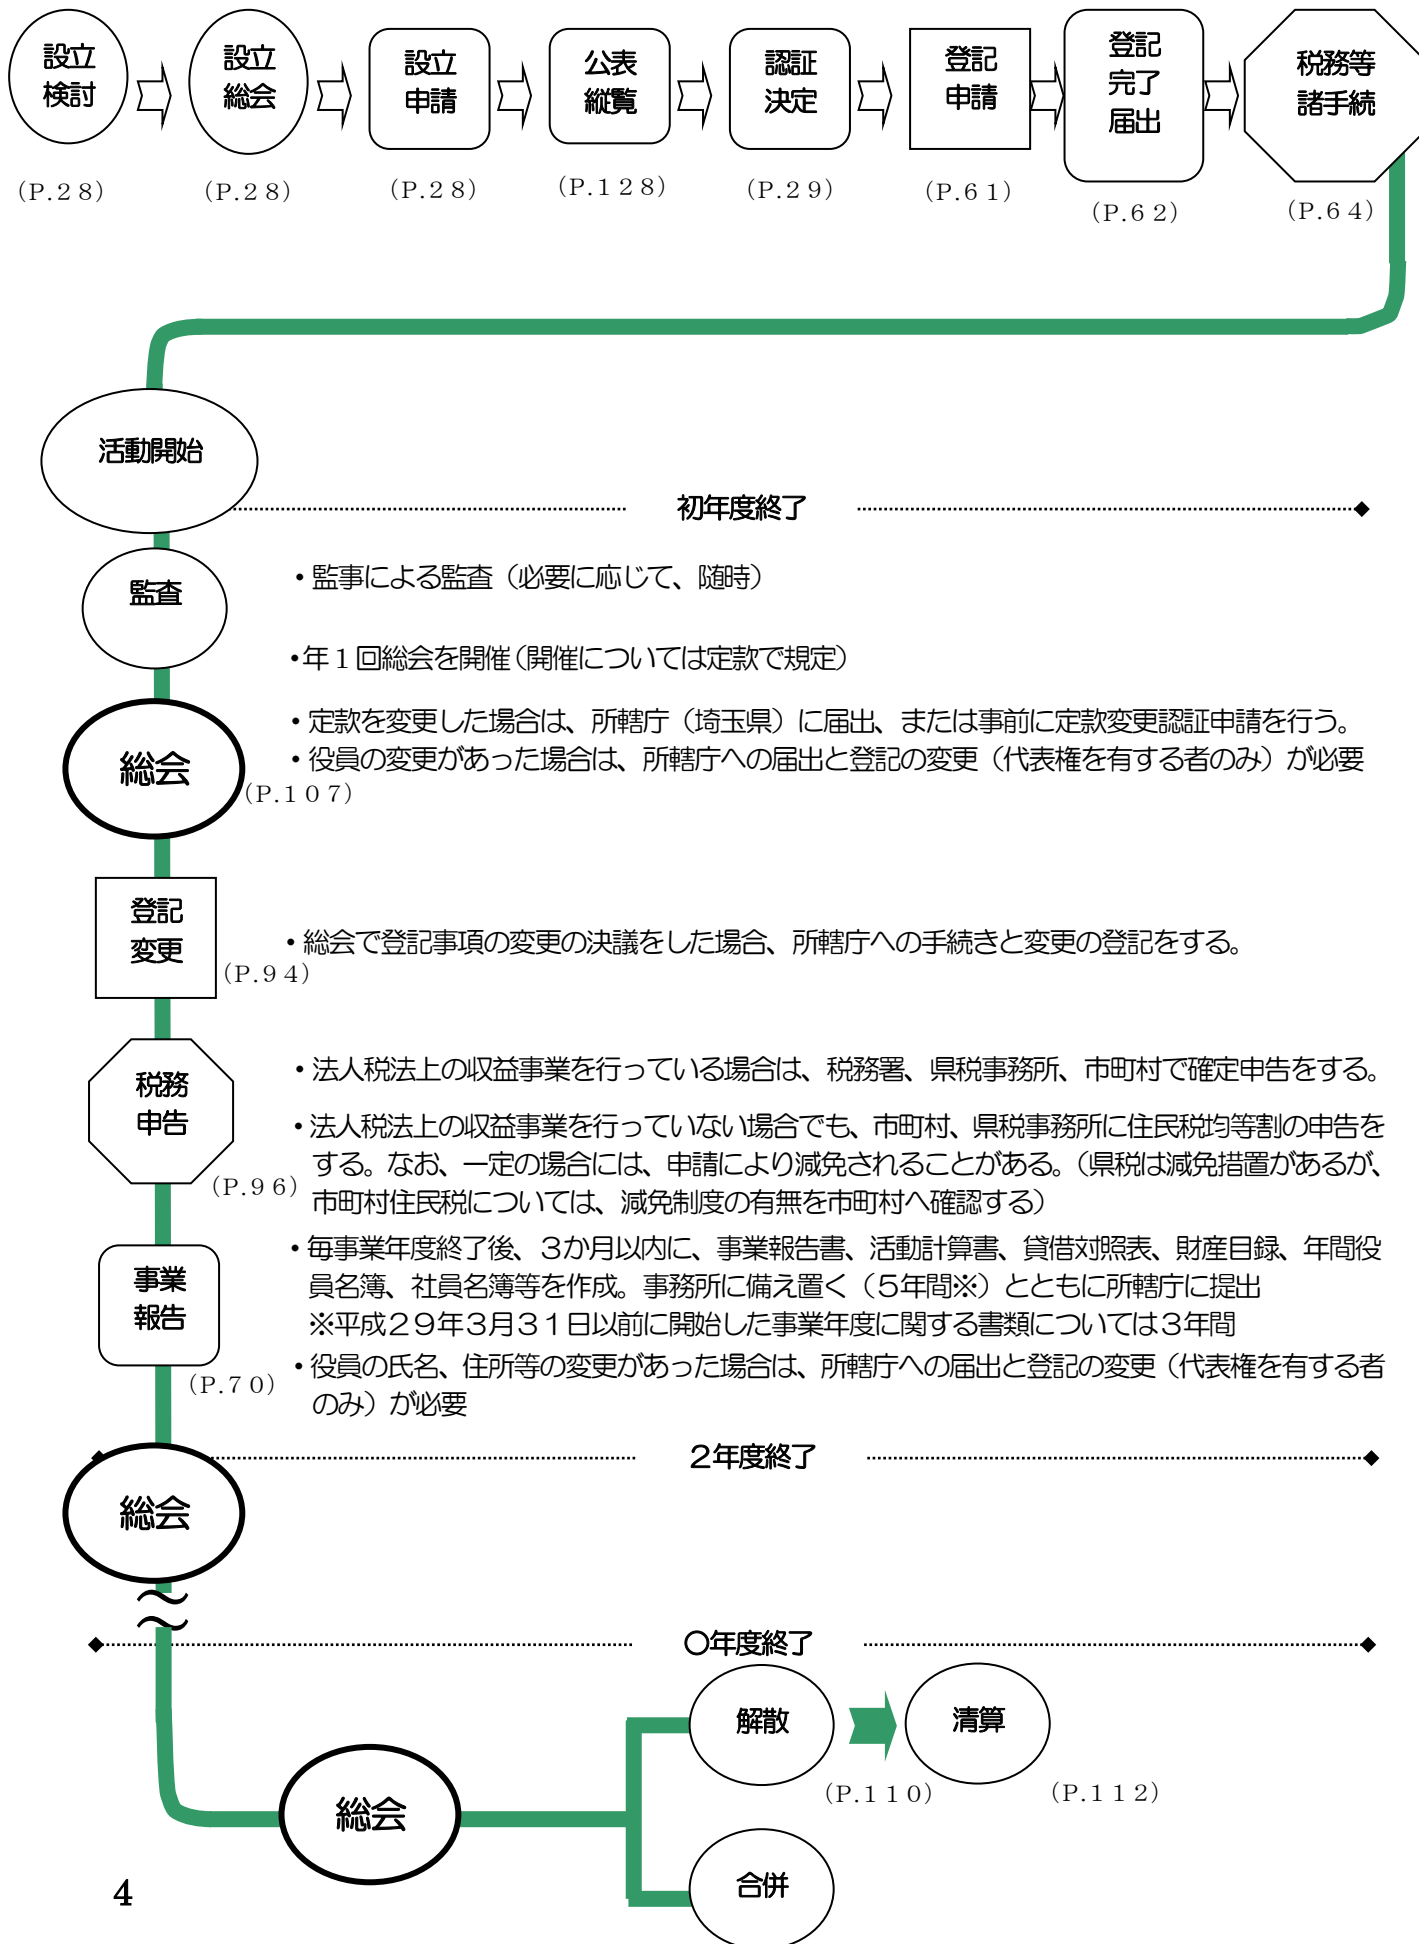 設立
検討
設立
総会
設立
申請
公表
縦覧
認証
決定
登記
申請
登記
完了
届出
税務等
諸手続
（P.２８）
（P.２８）
（P.２８）
（P.１２８）
（P.２９）
（P.６１）
（P.６２）
（P.６４）
活動開始
初年度終了
監査
・監事による監査（必要に応じて、随時）
・年１回総会を開催（開催については定款で規定）
総会
（P.１０７）
・定款を変更した場合は、所轄庁（埼玉県）に届出、または事前に定款変更認証申請を行う。
・役員の変更があった場合は、所轄庁への届出と登記の変更（代表権を有する者のみ）が必要
登記
変更
（P.９４）
・総会で登記事項の変更の決議をした場合、所轄庁への手続きと変更の登記をする。
税務
申告
（P.９６）
・法人税法上の収益事業を行っている場合は、税務署、県税事務所、市町村で確定申告をする。
・法人税法上の収益事業を行っていない場合でも、市町村、県税事務所に住民税均等割の申告を
する。なお、一定の場合には、申請により減免されることがある。（県税は減免措置があるが、
市町村住民税については、減免制度の有無を市町村へ確認する）
事業
報告
（P.７０）
・毎事業年度終了後、３か月以内に、事業報告書、活動計算書、貸借対照表、財産目録、年間役
員名簿、社員名簿等を作成。事務所に備え置く（５年間※）とともに所轄庁に提出
※平成２９年３月３１日以前に開始した事業年度に関する書類については３年間
・役員の氏名、住所等の変更があった場合は、所轄庁への届出と登記の変更（代表権を有する者
のみ）が必要
２年度終了
総会
〇年度終了
解散
清算
（P.１１０）
（P.１１２）
総会
合併
4